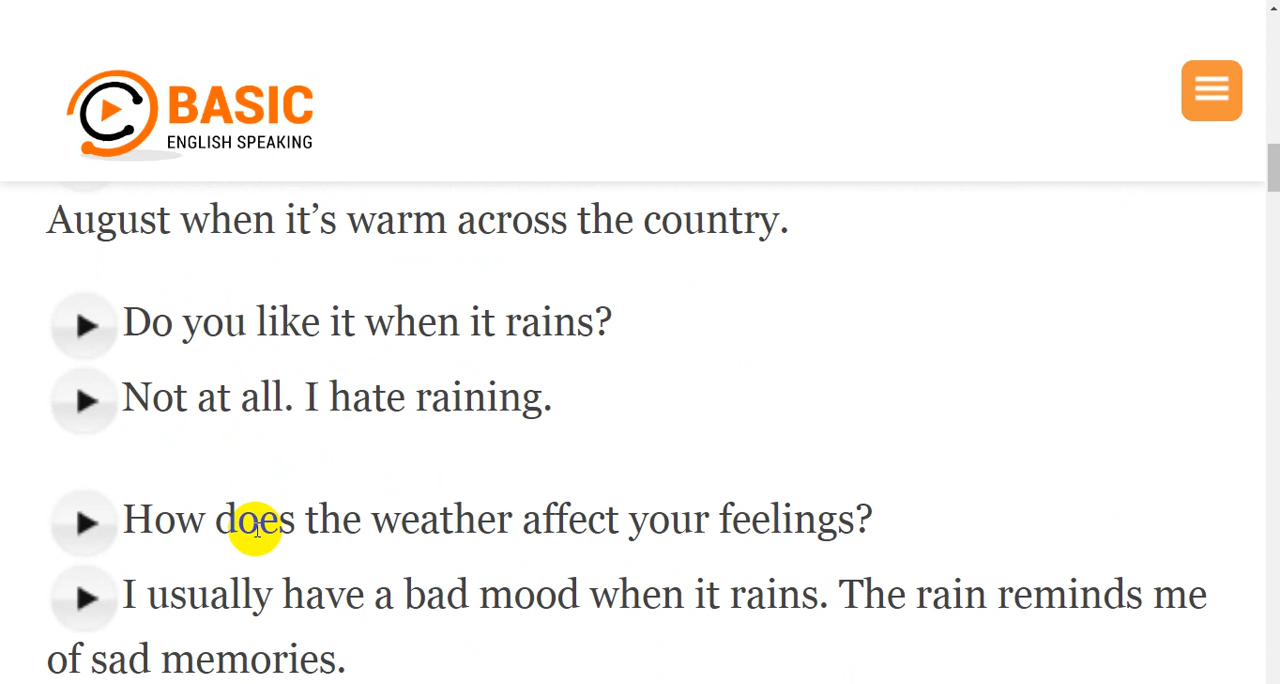 BASIC
ENGLISH SPEAKING
August when it’s warm across the country.
Do you like it when it rains?
Not at all. I hate raining.
How does the weather affect your feelings?
I usually have a bad mood when it rains. The rain reminds me
of sad memories.